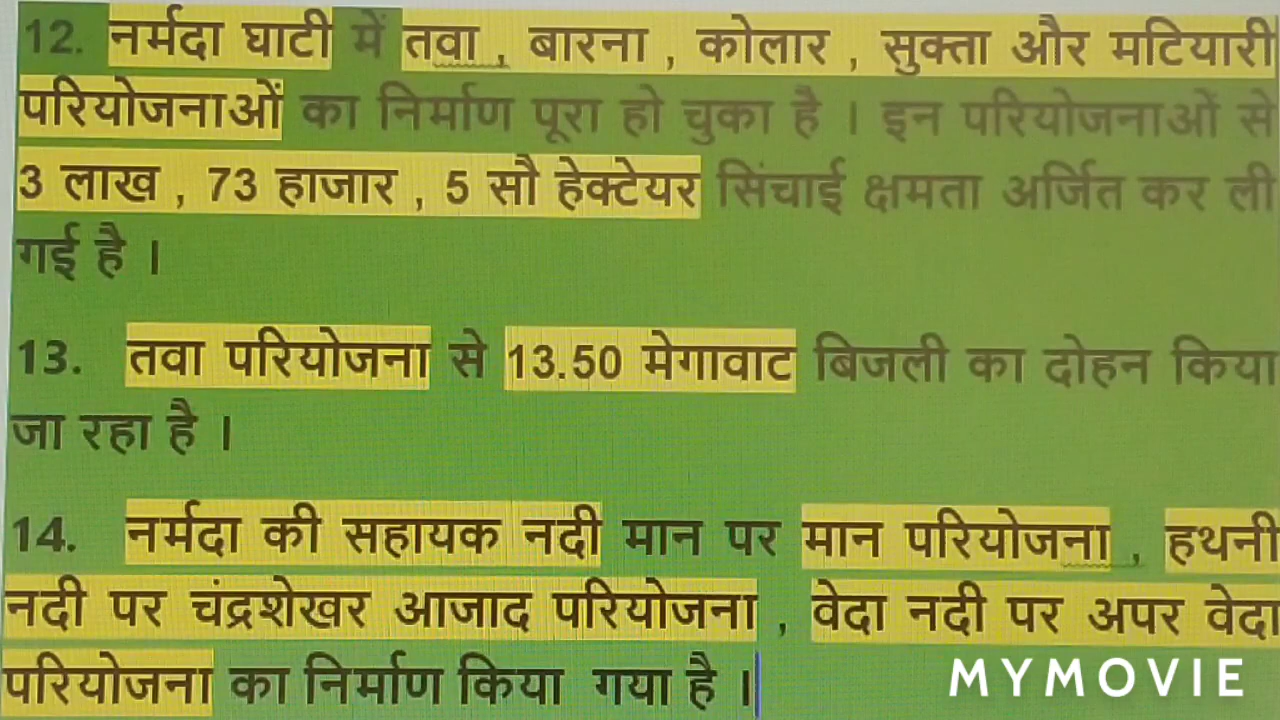 12. नर्मदा घाटी में तवा , बारना , कोलार , सुक्ता और मटियारी
परियोजनाओं का निर्माण पूरा हो चुका है । इन परियोजनाओं से
3 लाख , 73 हाजार , 5 सौ हेक्टेयर सिंचाई क्षमता अर्जित कर ली
गई है ।
13. तवा परियोजना से 13.50 मेगावाट बिजली का दोहन किया
जा रहा है ।
14. नर्मदा की सहायक नदी मान पर मान परियोजना , हथनी
नदी पर चंद्रशेखर आजाद परियोजना , वेदा नदी पर अपर वेदा
परियोजना का निर्माण किया गया है ।
MYMOVIE